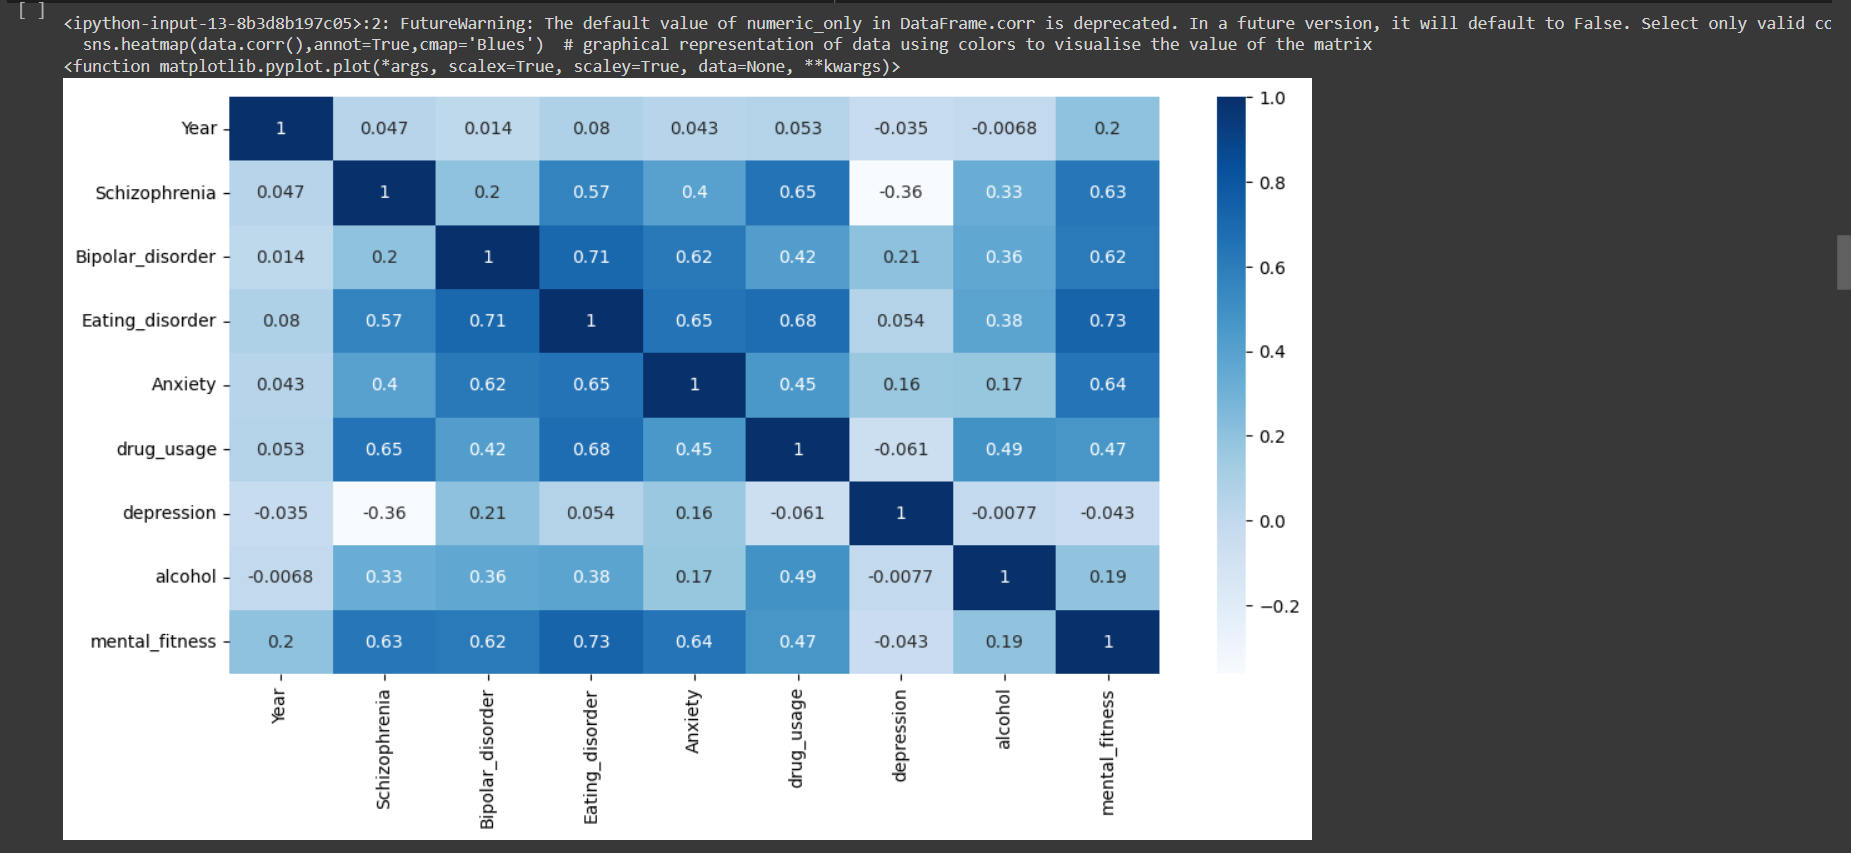 [ ]
<ipython-input-13-8b3d8b197c05>:2: FutureWarning: The default value of numeric_only in DataFrame.corr is deprecated. In a future version, it will default to False. Select only valid co
sns.heatmap(data.corr(),annot=True,cmap='Blues')  # graphical representation of data using colors to visualise the value of the matrix
<function matplotlib.pyplot.plot(*args, scalex=True, scaley=True, data=None, **kwargs)>
Year 1 0.047 0.014 0.08 0.043 0.053 -0.035 -0.0068 0.2
Schizophrenia 0.047 1 0.2 0.57 0.4 0.65 -0.36 0.33 0.63
Bipolar_disorder 0.014 0.2 1 0.71 0.62 0.42 0.21 0.36 0.62
Eating_disorder 0.08 0.57 0.71 1 0.65 0.68 0.054 0.38 0.73
Anxiety 0.043 0.4 0.62 0.65 1 0.45 0.16 0.17 0.64
drug_usage 0.053 0.65 0.42 0.68 0.45 1 -0.061 0.49 0.47
depression -0.035 -0.36 0.21 0.054 0.16 -0.061 1 -0.0077 -0.043
alcohol -0.0068 0.33 0.36 0.38 0.17 0.49 -0.0077 1 0.19
mental_fitness 0.2 0.63 0.62 0.73 0.64 0.47 -0.043 0.19 1
Year
Schizophrenia
Bipolar_disorder
Eating_disorder
Anxiety
drug_usage
depression
alcohol
mental_fitness
1.0
0.8
0.6
0.4
0.2
0.0
−0.2